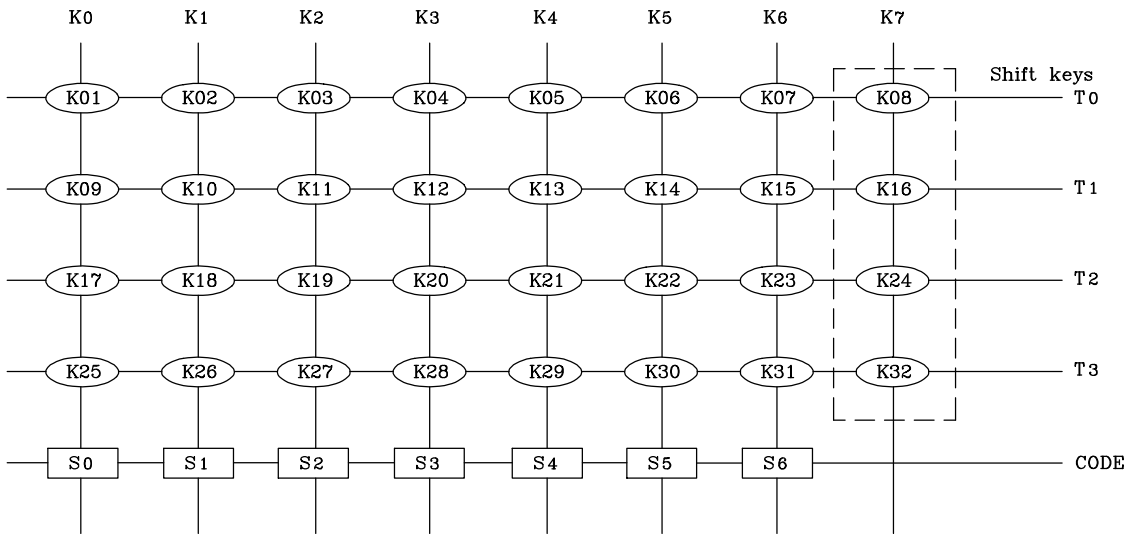 K0 K1 K2 K3 K4 K5 K6 K7
Shift keys
K01 K02 K03 K04 K05 K06 K07 K08 T0
K09 K10 K11 K12 K13 K14 K15 K16 T1
K17 K18 K19 K20 K21 K22 K23 K24 T2
K25 K26 K27 K28 K29 K30 K31 K32 T3
S0 S1 S2 S3 S4 S5 S6 CODE